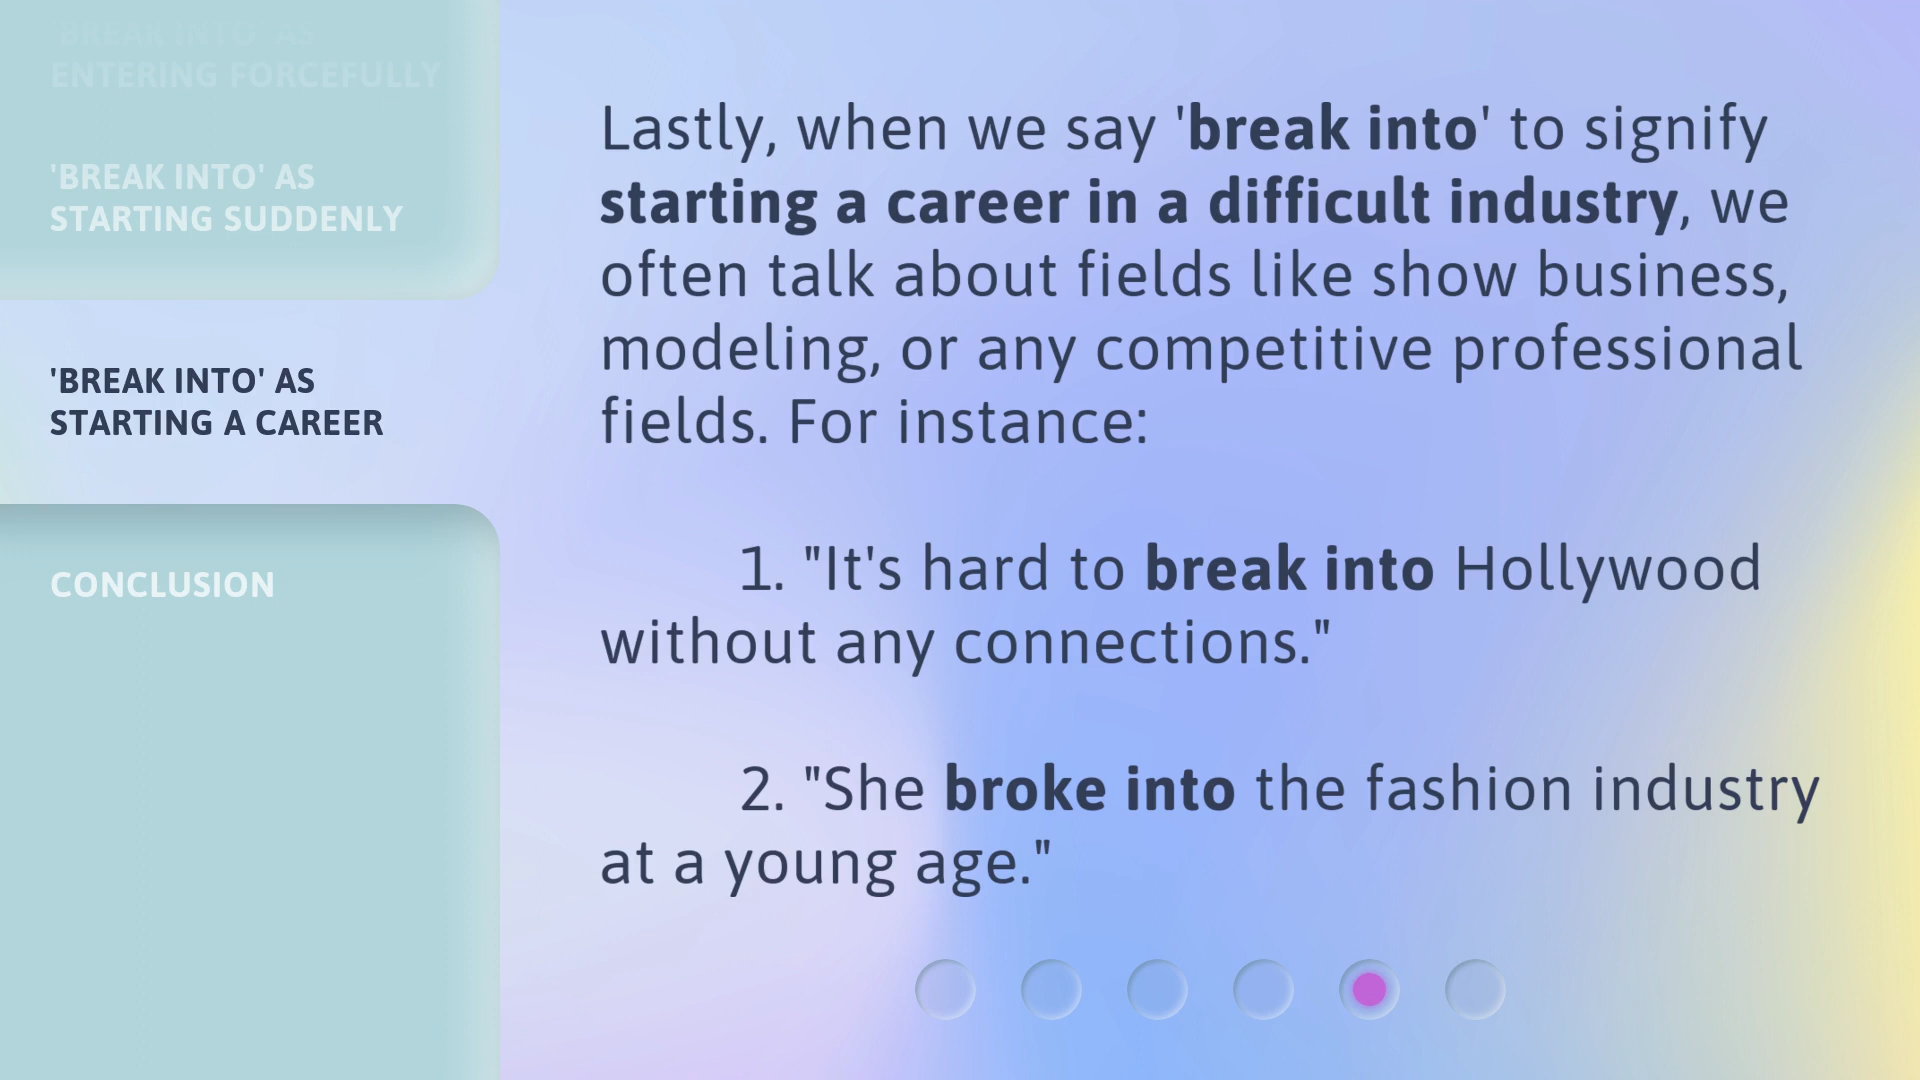 'BREAK INTO' AS
ENTERING FORCEFULLY
'BREAK INTO' AS
STARTING SUDDENLY
'BREAK INTO' AS
STARTING A CAREER
CONCLUSION
Lastly, when we say 'break into' to signify
starting a career in a difficult industry, we
often talk about fields like show business,
modeling, or any competitive professional
fields. For instance:
1. "It's hard to break into Hollywood
without any connections."
2. "She broke into the fashion industry
at a young age."